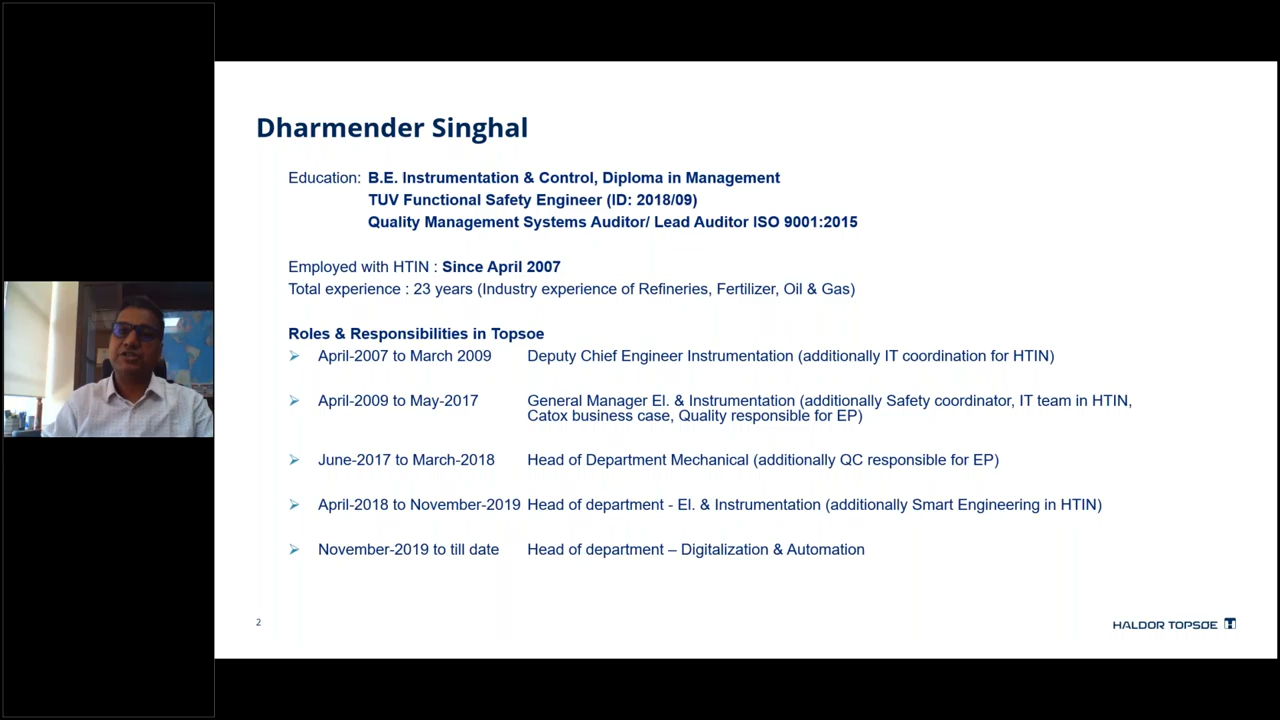 Dharmender Singhal
Education: B.E. Instrumentation & Control, Diploma in Management
TUV Functional Safety Engineer (ID: 2018/09)
Quality Management Systems Auditor/ Lead Auditor ISO 9001:2015
Employed with HTIN : Since April 2007
Total experience : 23 years (Industry experience of Refineries, Fertilizer, Oil & Gas)
Roles & Responsibilities in Topsoe
April-2007 to March 2009 Deputy Chief Engineer Instrumentation (additionally IT coordination for HTIN)
April-2009 to May-2017 General Manager El. & Instrumentation (additionally Safety coordinator, IT team in HTIN,
Catox business case, Quality responsible for EP)
June-2017 to March-2018 Head of Department Mechanical (additionally QC responsible for EP)
April-2018 to November-2019 Head of department - El. & Instrumentation (additionally Smart Engineering in HTIN)
November-2019 to till date Head of department – Digitalization & Automation
2
HALDOR TOPSØE